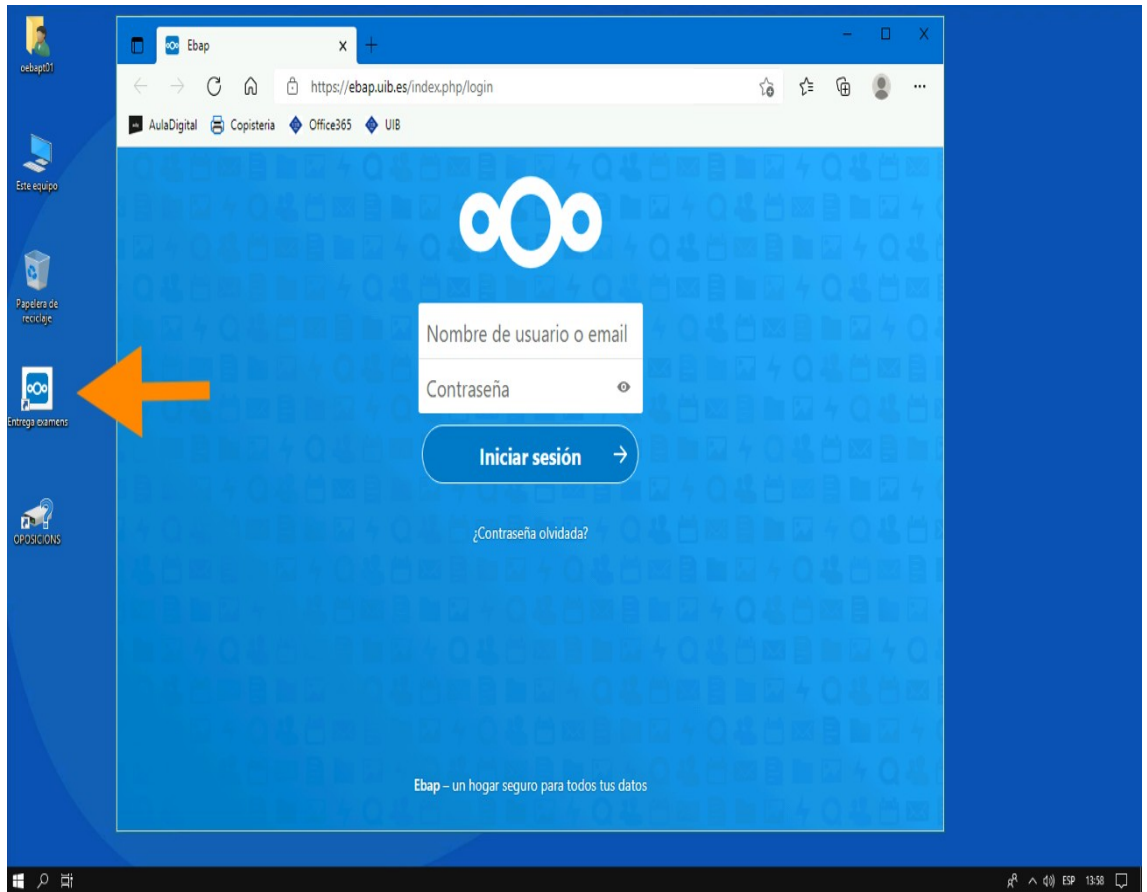 oebapt01
Este equipo
Papelera de
reciclaje
Entrega examens
OPOSICIONS
Ebap
https://ebap.uib.es/index.php/login
AulaDigital Copisteria Office365 UIB
Nombre de usuario o email
Contraseña
Iniciar sesión
¿Contraseña olvidada?
Ebap – un hogar seguro para todos tus datos
ESP 13:58